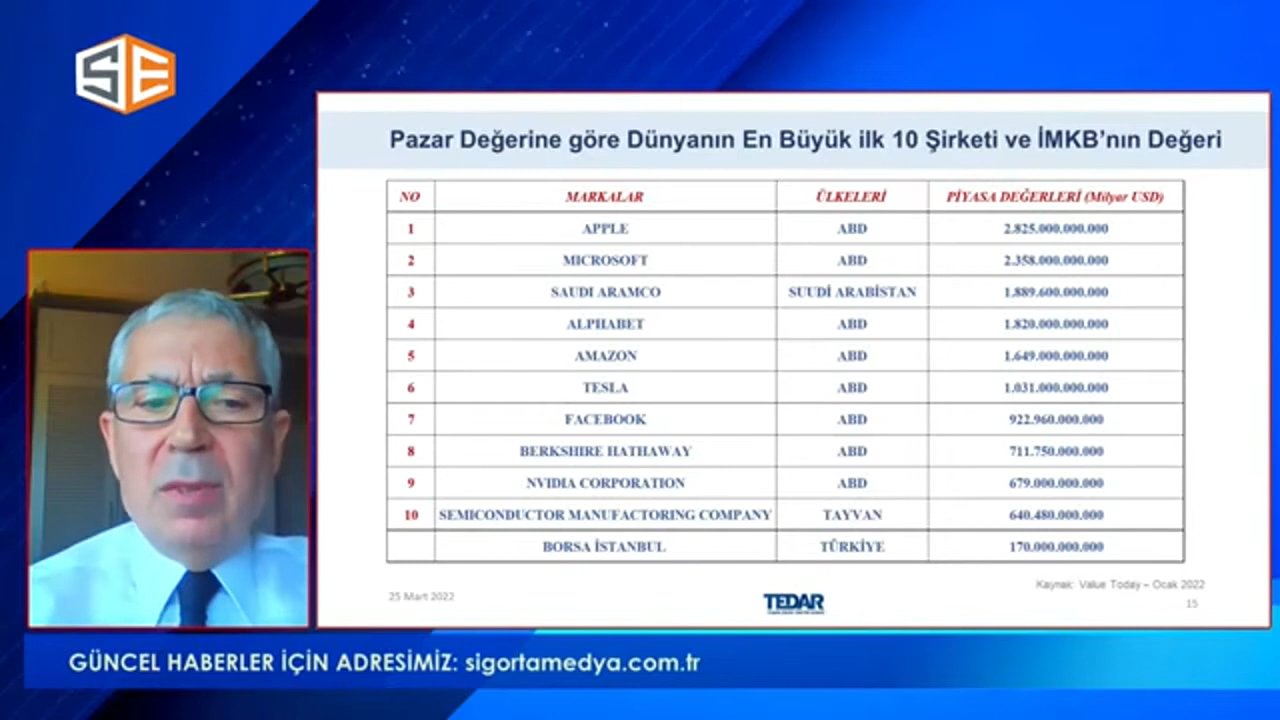 SE
Pazar Değerine göre Dünyanın En Büyük ilk 10 Şirketi ve İMKB’nın Değeri
NO MARKALAR ÜLKELERİ PİYASA DEĞERLERİ (Milyar USD)
1 APPLE ABD 2.825.000.000.000
2 MICROSOFT ABD 2.358.000.000.000
3 SAUDI ARAMCO SUUDİ ARABİSTAN 1.889.600.000.000
4 ALPHABET ABD 1.820.000.000.000
5 AMAZON ABD 1.649.000.000.000
6 TESLA ABD 1.031.000.000.000
7 FACEBOOK ABD 922.960.000.000
8 BERKSHIRE HATHAWAY ABD 711.750.000.000
9 NVIDIA CORPORATION ABD 679.000.000.000
10 SEMICONDUCTOR MANUFACTORING COMPANY TAYVAN 640.480.000.000
BORSA İSTANBUL TÜRKİYE 170.000.000.000
Kaynak: Value Today – Ocak 2022
25 Mart 2022
TEDAR
15
GÜNCEL HABERLER İÇİN ADRESİMİZ: sigortamedya.com.tr